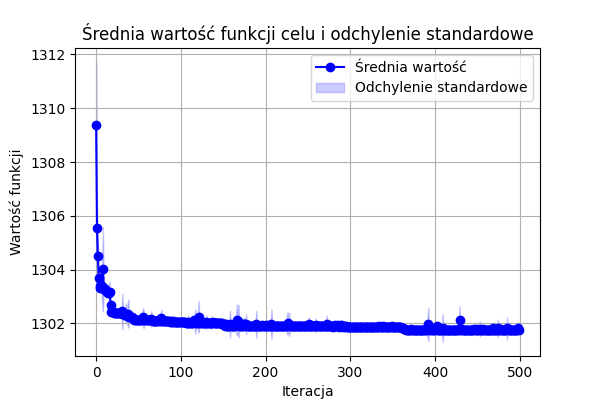 Średnia wartość funkcji celu i odchylenie standardowe
Średnia wartość
Odchylenie standardowe
Wartość funkcji
1312
1310
1308
1306
1304
1302
0 100 200 300 400 500
Iteracja